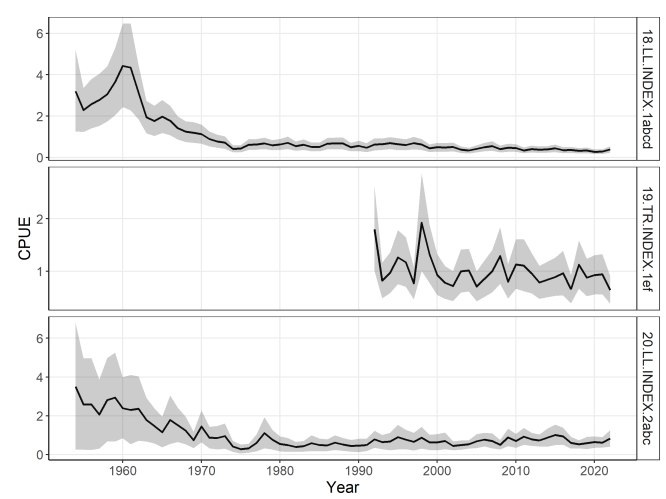 6
4
2
0
18.LL.INDEX.1abcd
2
1
19.TR.INDEX.1ef
CPUE
6
4
2
0
20.LL.INDEX.2abc
1960 1970 1980 1990 2000 2010 2020
Year